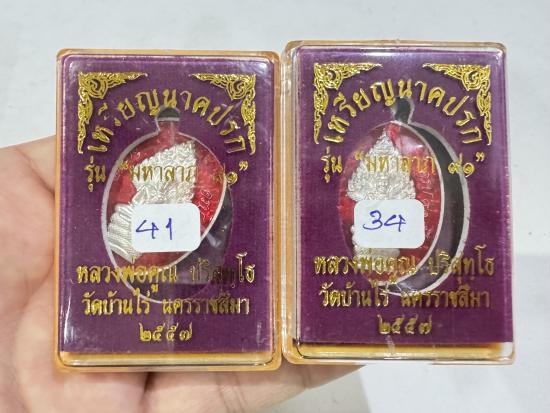 เหรียญนาคปรก
รุ่น "มหาลาภ ๙๑"
41
หลวงพ่อคูณ ปริสุทฺโธ
วัดบ้านไร่ นครราชสีมา
๒๕๕๗
เหรียญนาคปรก
รุ่น "มหาลาภ ๙๑"
34
หลวงพ่อคูณ ปริสุทฺโธ
วัดบ้านไร่ นครราชสีมา
๒๕๕๗